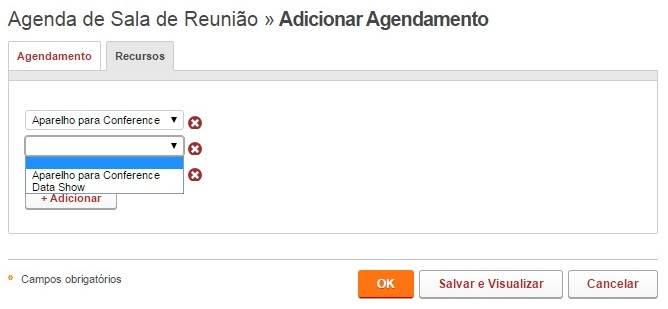 Agenda de Sala de Reunião » Adicionar Agendamento
Agendamento Recursos
Aparelho para Conference
Aparelho para Conference
Data Show
+ Adicionar
* Campos obrigatórios
OK Salvar e Visualizar Cancelar